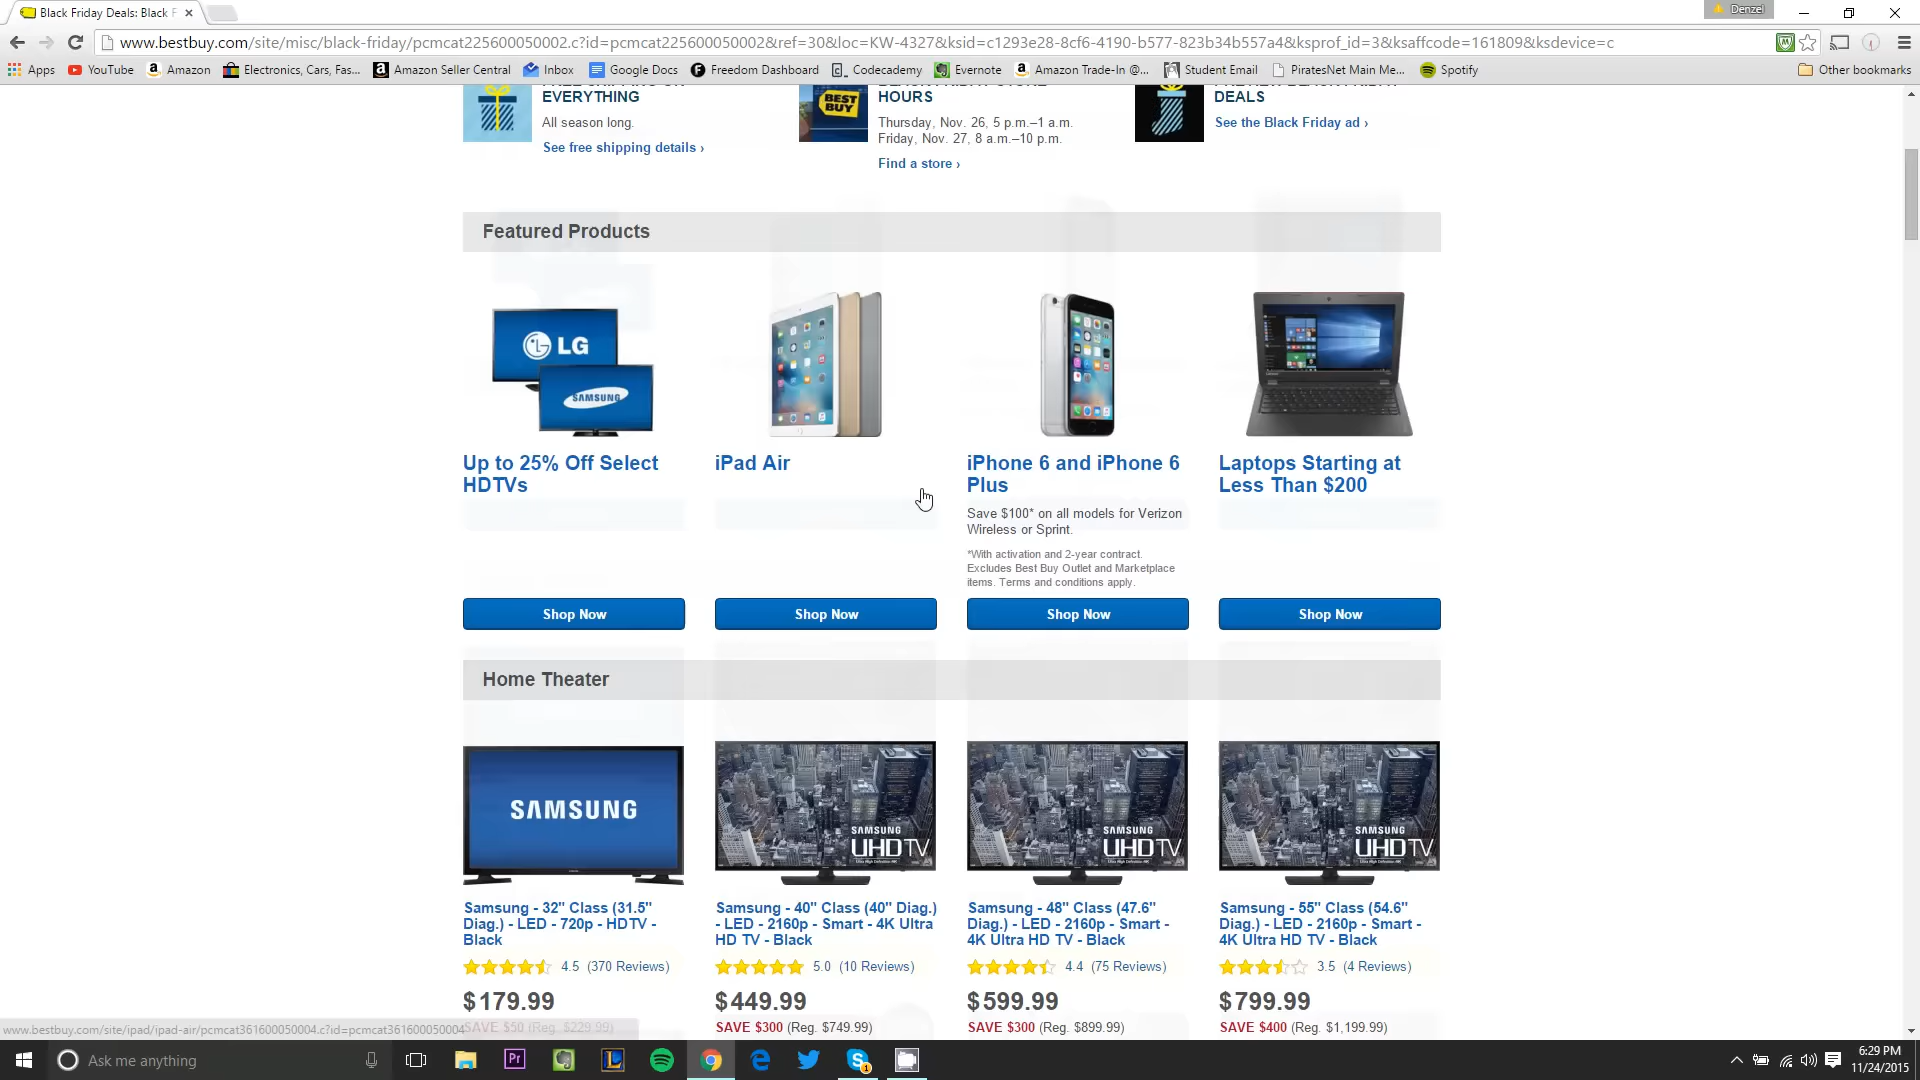 Black Friday Deals: Black F
Denzel
www.bestbuy.com/site/misc/black-friday/pcmcat225600050002.c?id=pcmcat225600050002&ref=30&loc=KW-4327&ksid=c1293e28-8cf6-4190-b577-823b34b557a4&ksprof_id=3&ksaffcode=161809&ksdevice=c
Apps YouTube Amazon Electronics, Cars, Fas... Amazon Seller Central Inbox Google Docs Freedom Dashboard Codecademy Evernote Amazon Trade-In @... Student Email PiratesNet Main Me... Spotify Other bookmarks
EVERYTHING
All season long.
See free shipping details ›
BEST BUY
HOURS
Thursday, Nov. 26, 5 p.m.–1 a.m.
Friday, Nov. 27, 8 a.m.–10 p.m.
Find a store ›
DEALS
See the Black Friday ad ›
Featured Products
LG
SAMSUNG
Up to 25% Off Select
HDTVs
iPad Air
iPhone 6 and iPhone 6
Plus
Save $100* on all models for Verizon
Wireless or Sprint.
*With activation and 2-year contract.
Excludes Best Buy Outlet and Marketplace
items. Terms and conditions apply.
Laptops Starting at
Less Than $200
Shop Now Shop Now Shop Now Shop Now
Home Theater
SAMSUNG
SAMSUNG
UHDTV
SAMSUNG
UHDTV
SAMSUNG
UHDTV
Samsung - 32" Class (31.5"
Diag.) - LED - 720p - HDTV -
Black
4.5 (370 Reviews)
$179.99
SAVE $50 (Reg. $229.99)
Samsung - 40" Class (40" Diag.)
- LED - 2160p - Smart - 4K Ultra
HD TV - Black
5.0 (10 Reviews)
$449.99
SAVE $300 (Reg. $749.99)
Samsung - 48" Class (47.6"
Diag.) - LED - 2160p - Smart -
4K Ultra HD TV - Black
4.4 (75 Reviews)
$599.99
SAVE $300 (Reg. $899.99)
Samsung - 55" Class (54.6"
Diag.) - LED - 2160p - Smart -
4K Ultra HD TV - Black
3.5 (4 Reviews)
$799.99
SAVE $400 (Reg. $1,199.99)
www.bestbuy.com/site/ipad/ipad-air/pcmcat361600050004.c?id=pcmcat361600050004
Ask me anything
6:29 PM
11/24/2015